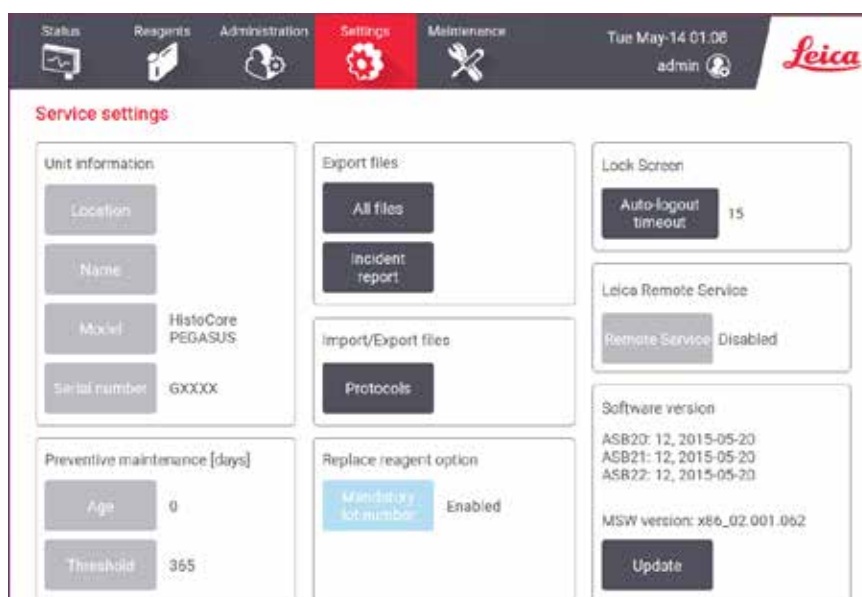 Status
Reagents
Administration
Settings
Maintenance
Tue May-14 01:08
admin
Leica
Service settings
Unit information
Location
Name
Model
HistoCore
PEGASUS
Serial number
GXXXX
Preventive maintenance [days]
Age
0
Threshold
365
Export files
All files
Incident
report
Import/Export files
Protocols
Replace reagent option
Mandatory
lot number
Enabled
Lock Screen
Auto-logout
timeout
15
Leica Remote Service
Remote Service
Disabled
Software version
ASB20: 12, 2015-05-20
ASB21: 12, 2015-05-20
ASB22: 12, 2015-05-20
MSW version: x86_02.001.062
Update